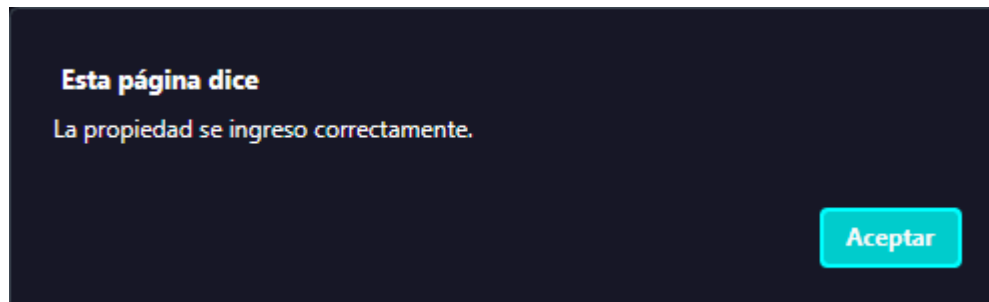 Esta página dice
La propiedad se ingreso correctamente.
Aceptar